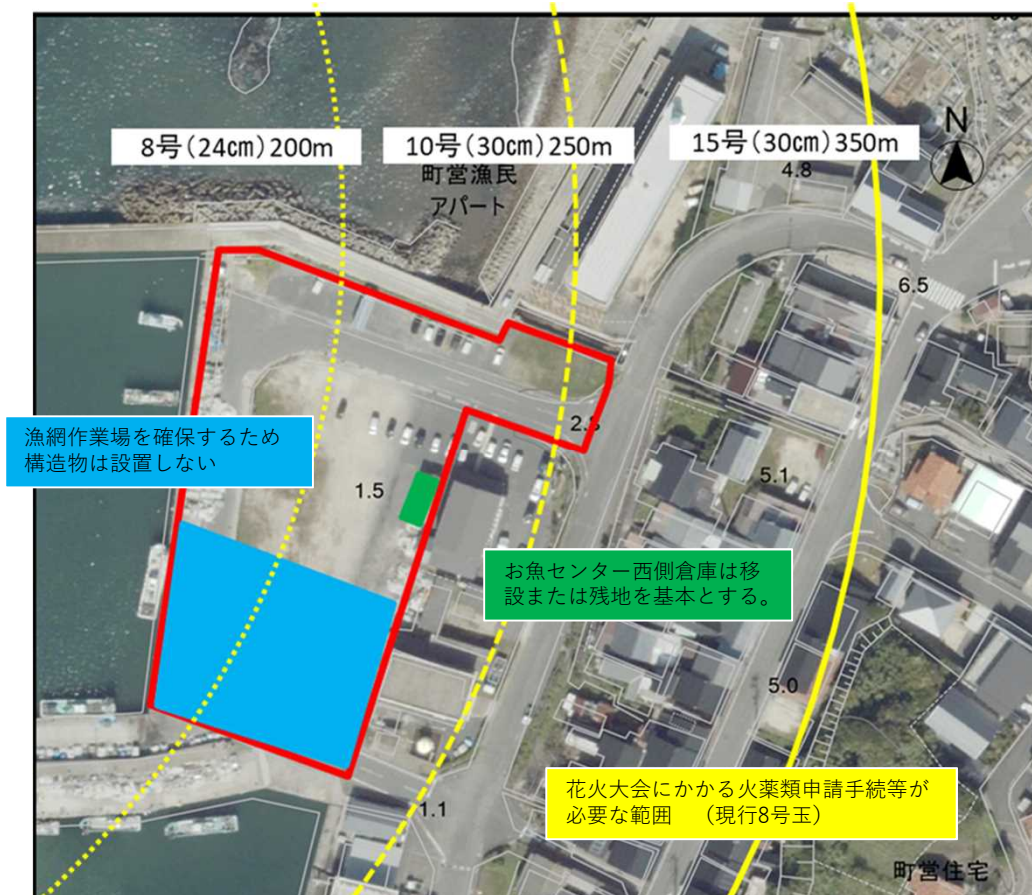 N
8号(24cm)200m
10号(30cm)250m
15号(30cm)350m
町営漁民
アパート
4.8
6.5
2.8
漁網作業場を確保するため
構造物は設置しない
1.5
5.1
お魚センター西側倉庫は移
設または残地を基本とする。
5.0
花火大会にかかる火薬類申請手続等が
必要な範囲　（現行8号玉）
1.1
町営住宅